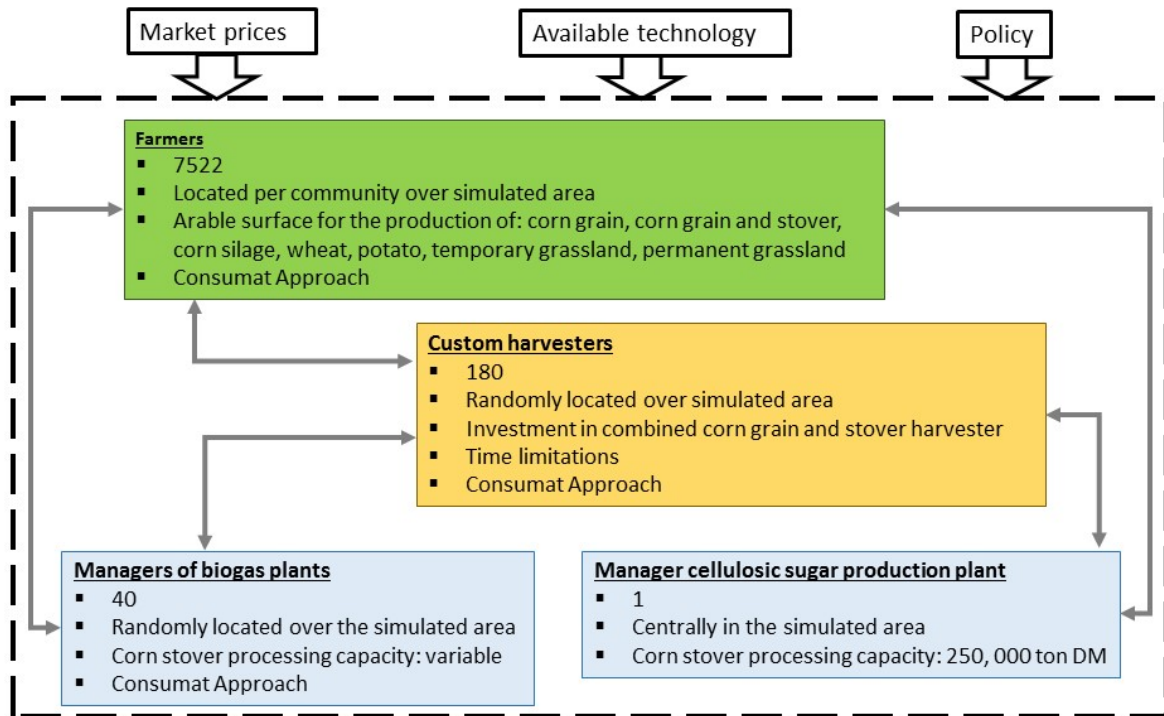 Market prices
Available technology
Policy
Farmers
▪ 7522
▪ Located per community over simulated area
▪ Arable surface for the production of: corn grain, corn grain and stover,
corn silage, wheat, potato, temporary grassland, permanent grassland
▪ Consumat Approach
Custom harvesters
▪ 180
▪ Randomly located over simulated area
▪ Investment in combined corn grain and stover harvester
▪ Time limitations
▪ Consumat Approach
Managers of biogas plants
▪ 40
▪ Randomly located over the simulated area
▪ Corn stover processing capacity: variable
▪ Consumat Approach
Manager cellulosic sugar production plant
▪ 1
▪ Centrally in the simulated area
▪ Corn stover processing capacity: 250, 000 ton DM